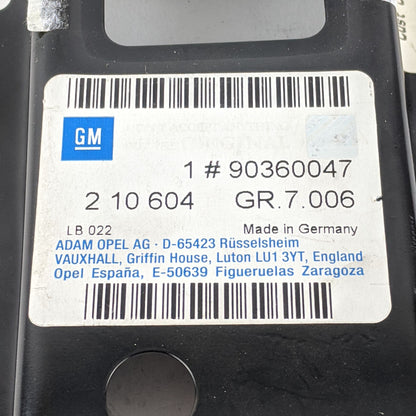 GM
1 # 90360047
2 10 604 GR.7.006
LB 022 Made in Germany
ADAM OPEL AG · D-65423 Rüsselsheim
VAUXHALL, Griffin House, Luton LU1 3YT, England
Opel España, E-50639 Figueruelas Zaragoza